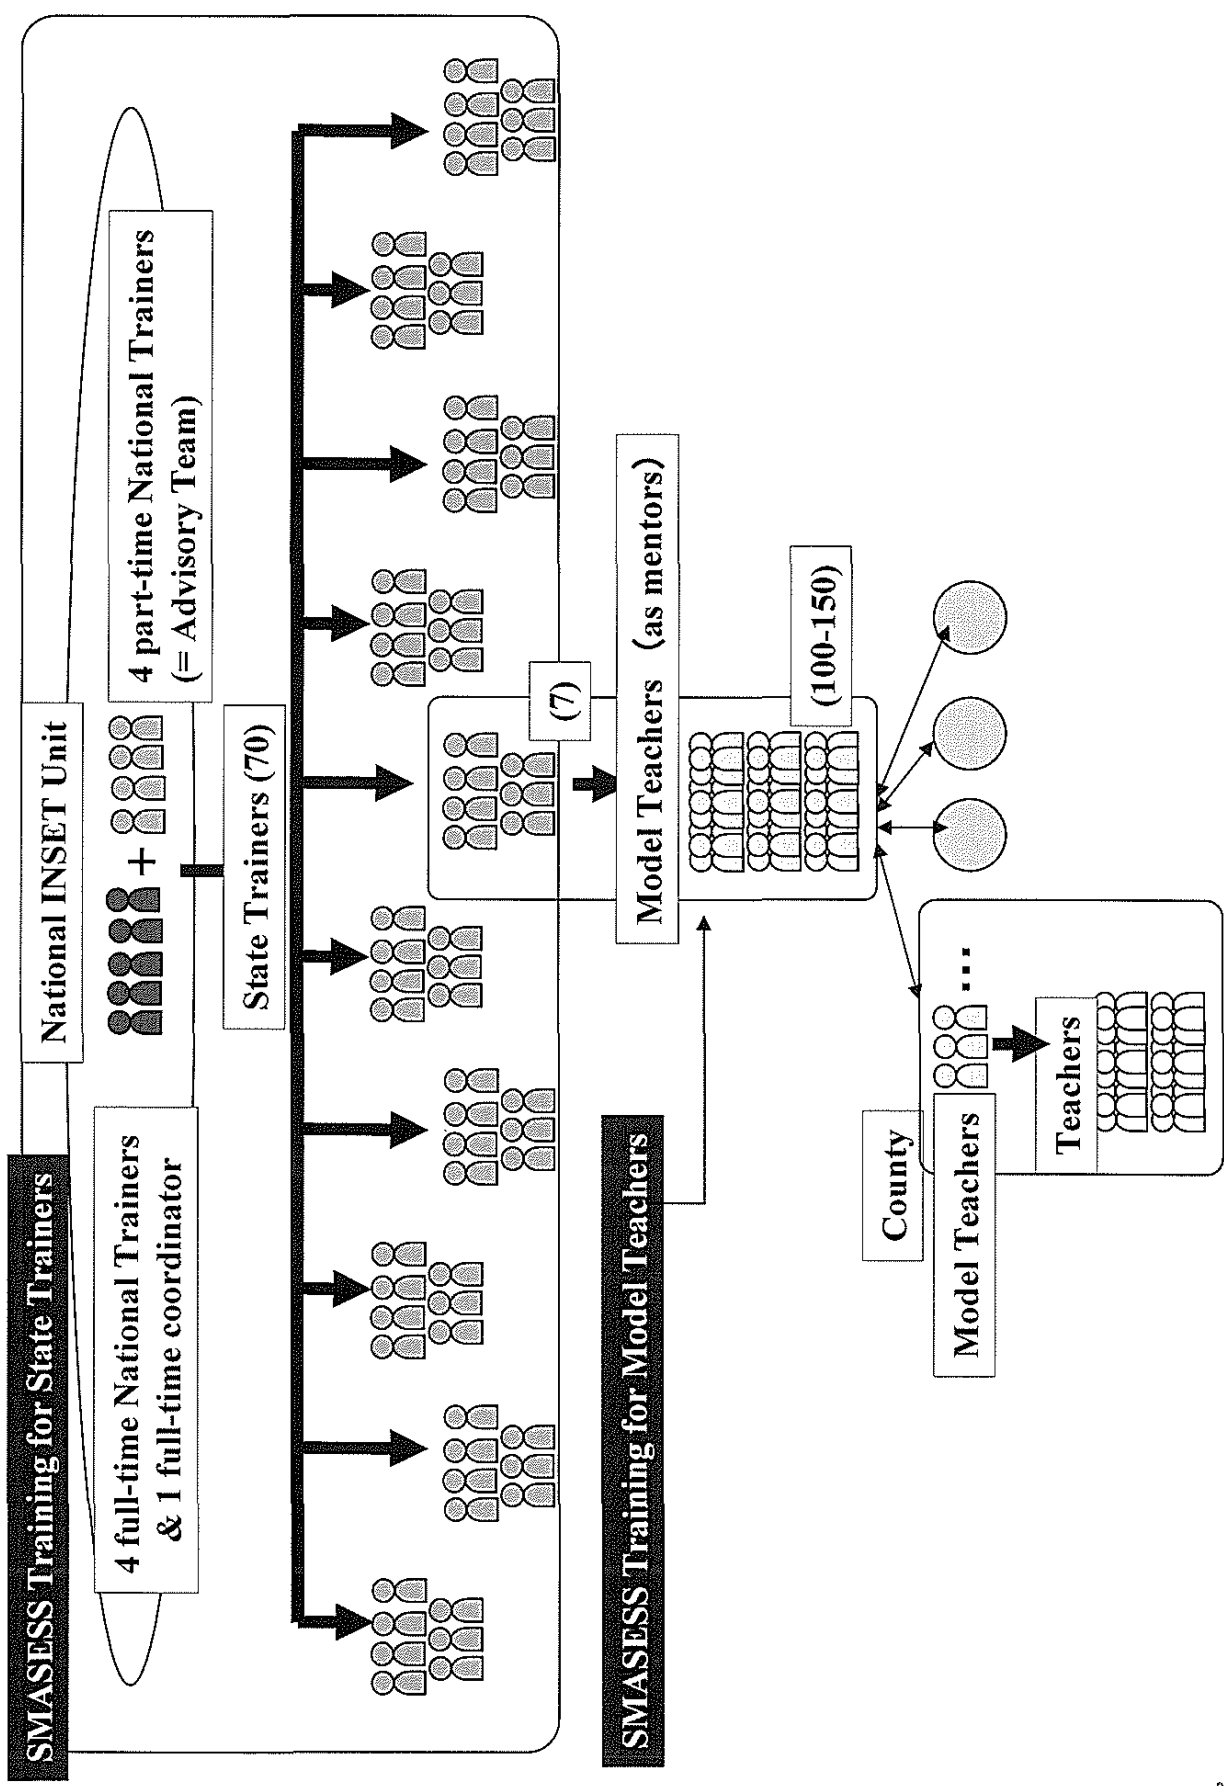 SMASESS Training for State Trainers
National INSET Unit
4 full-time National Trainers
& 1 full-time coordinator
+
4 part-time National Trainers
(= Advisory Team)
State Trainers (70)
(7)
SMASESS Training for Model Teachers
Model Teachers (as mentors)
(100-150)
County
Model Teachers
...
Teachers